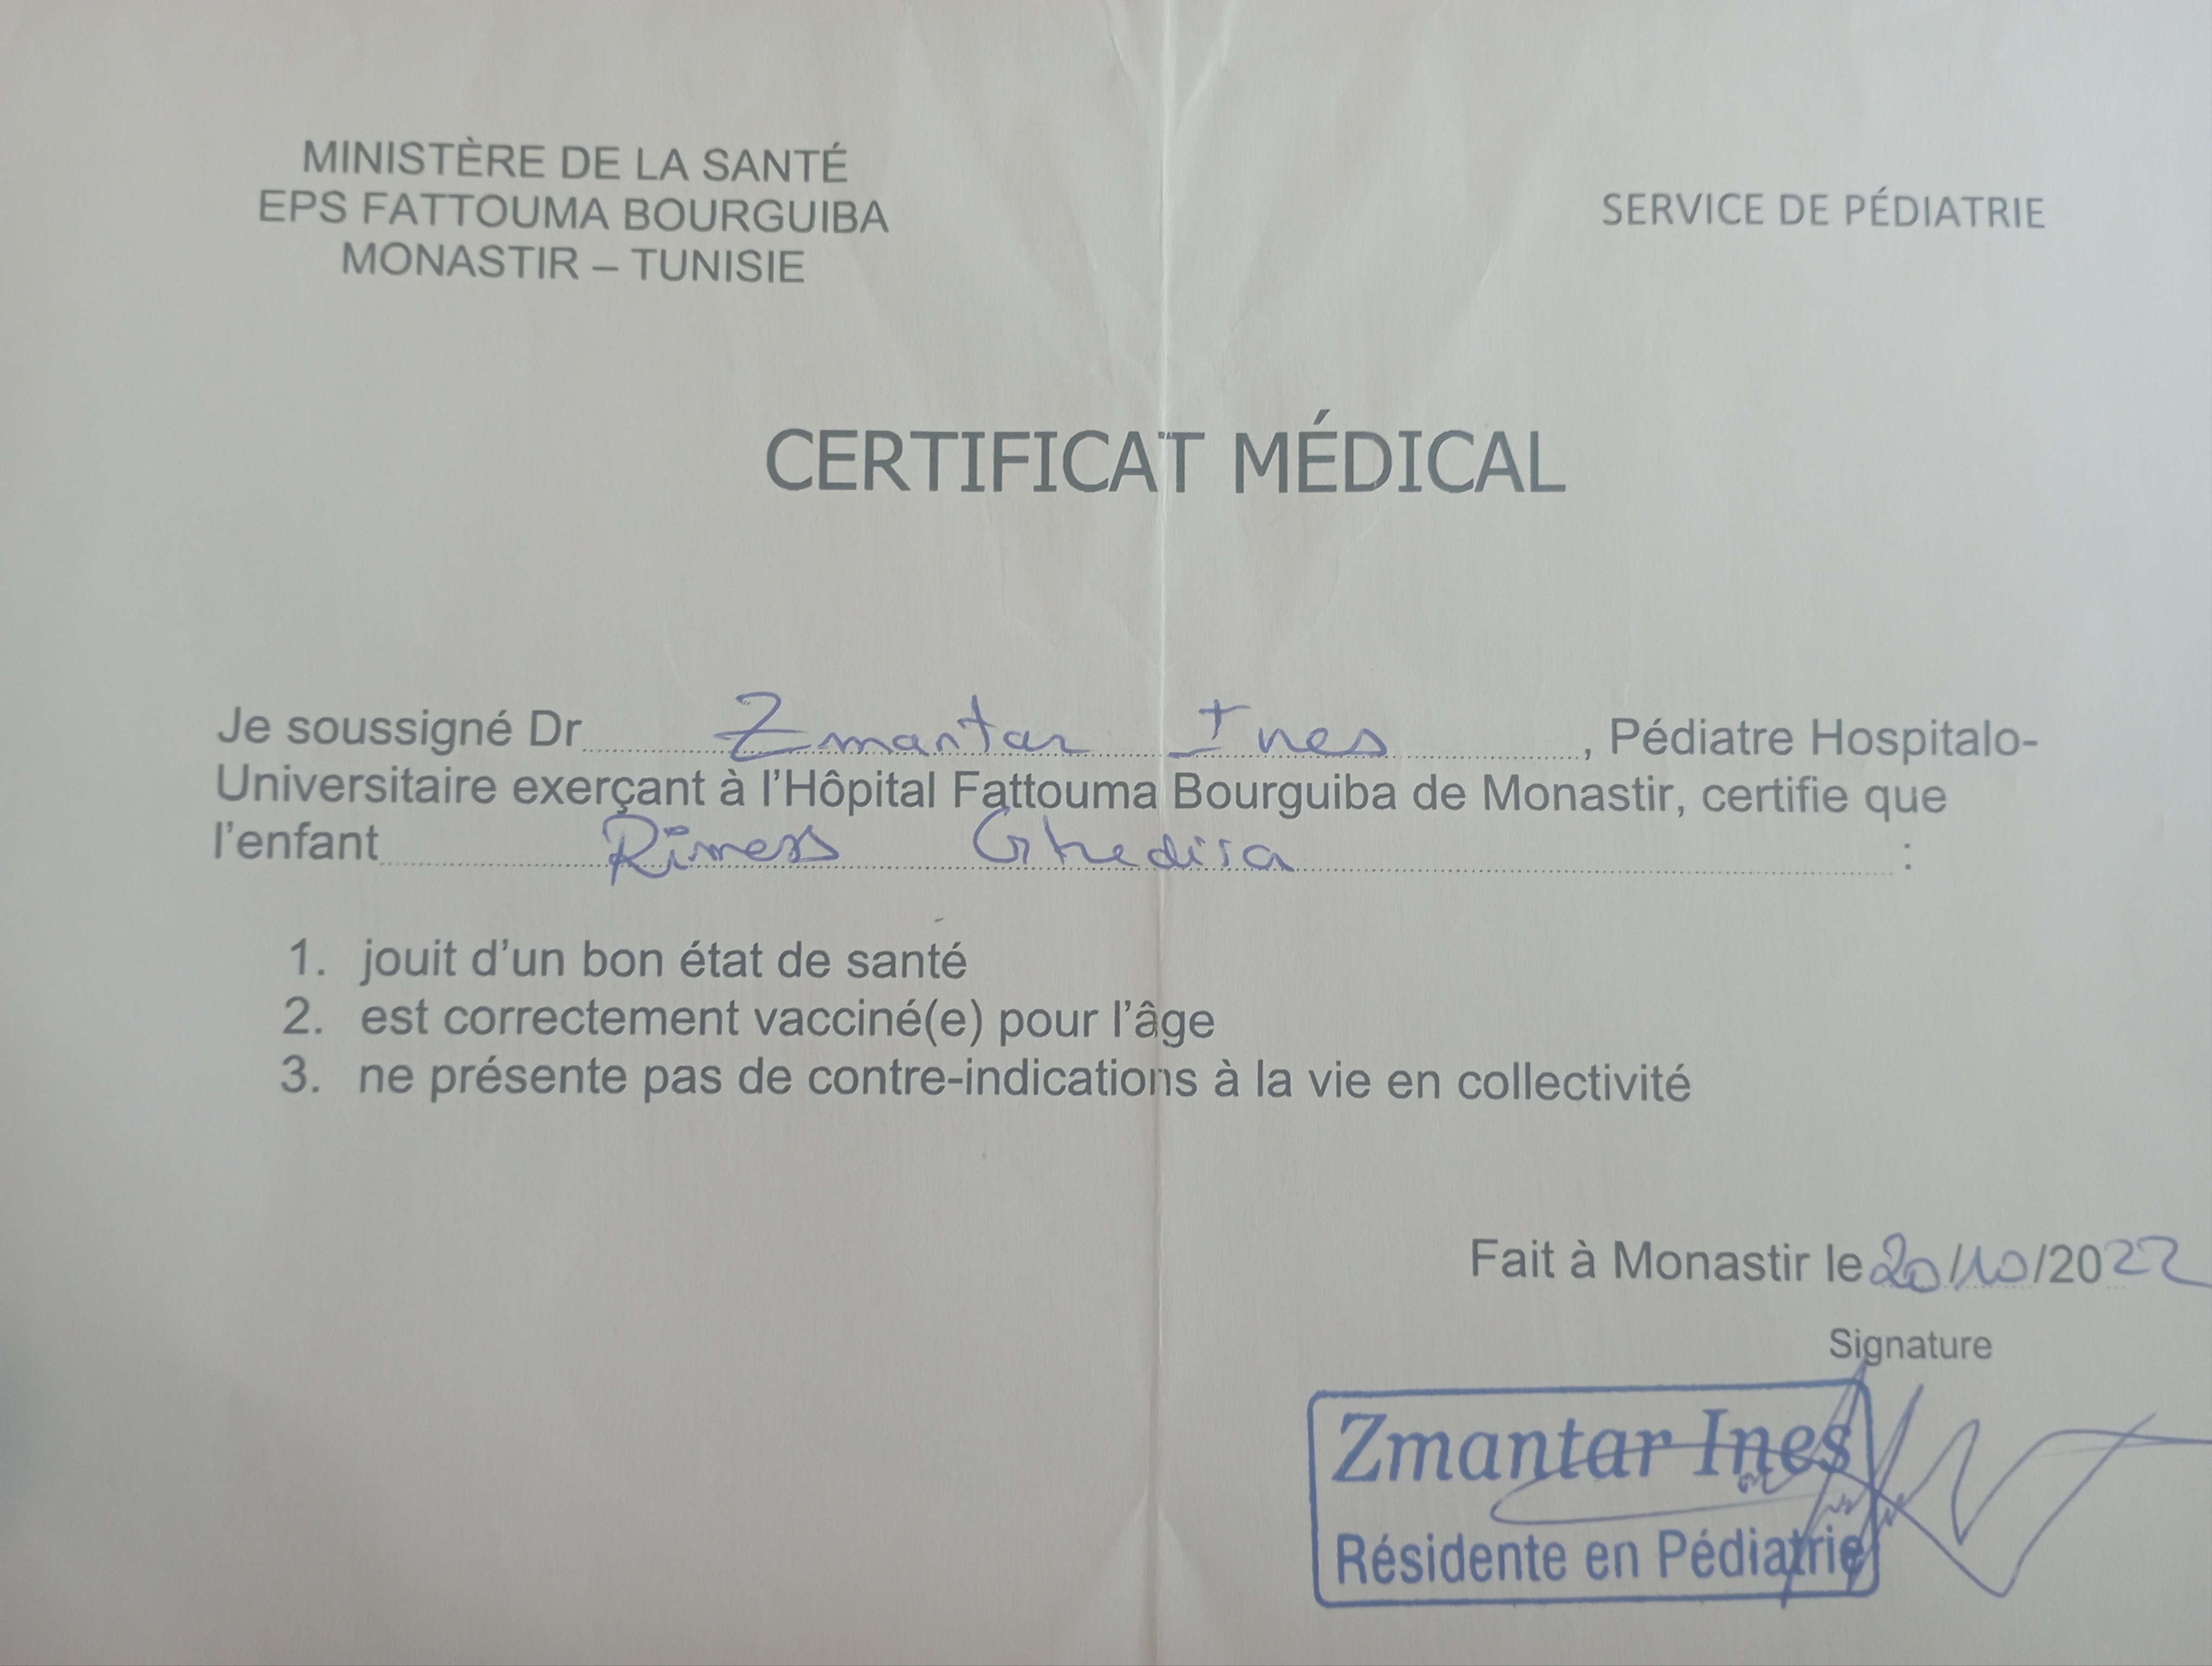 MINISTÈRE DE LA SANTÉ
EPS FATTOUMA BOURGUIBA
MONASTIR – TUNISIE
SERVICE DE PÉDIATRIE
CERTIFICAT MÉDICAL
Je soussigné Dr Zmantar Ines, Pédiatre Hospitalo-
Universitaire exerçant à l'Hôpital Fattouma Bourguiba de Monastir, certifie que
l'enfant Ghedira :
1. jouit d'un bon état de santé
2. est correctement vacciné(e) pour l'âge
3. ne présente pas de contre-indications à la vie en collectivité
Fait à Monastir le 20/10/2022
Signature
Zmantar Ines
Résidente en Pédiatrie